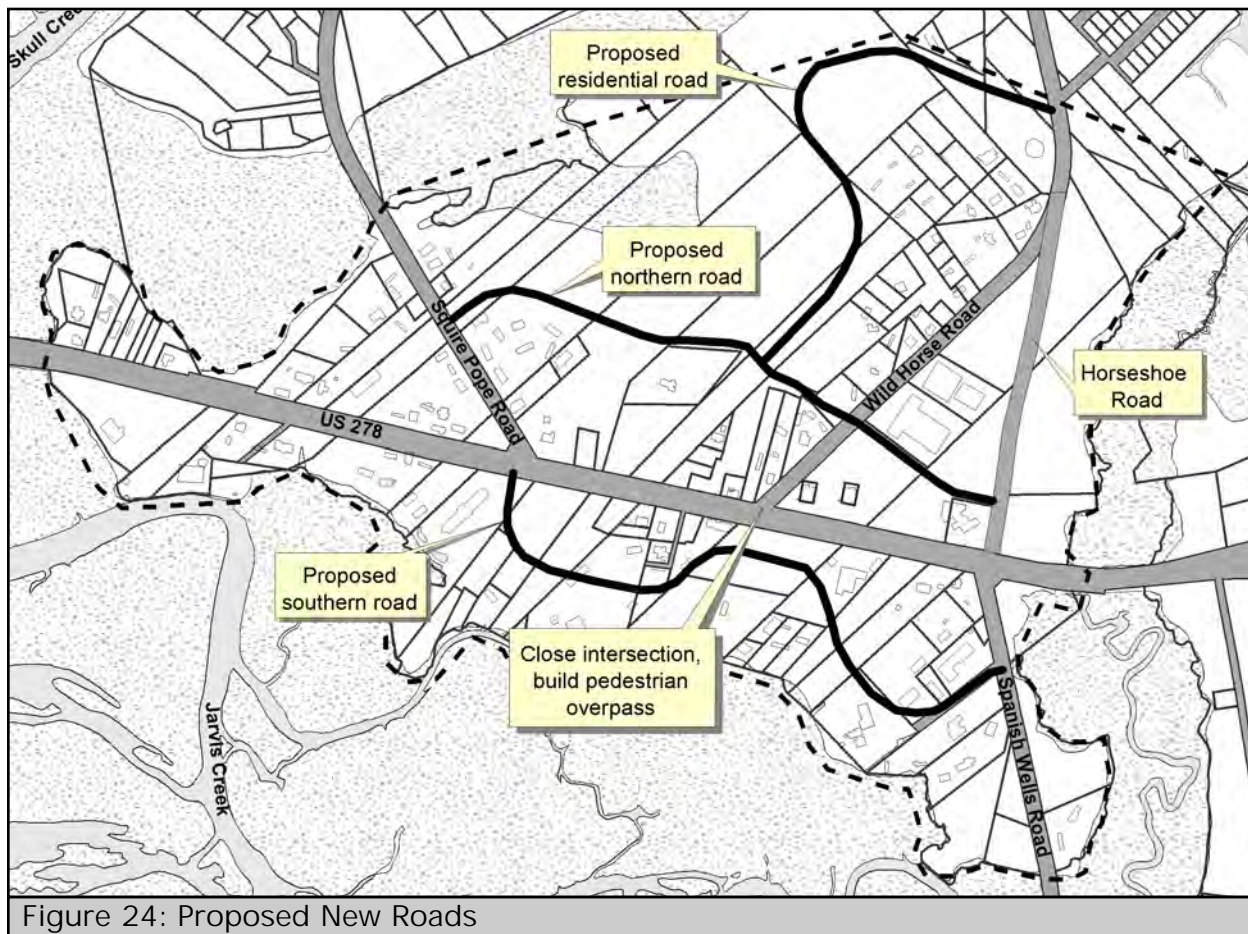 Skull Creek
Proposed
residential road
Proposed
northern road
Squire Pope Road
Wild Horse Road
Horseshoe
Road
US 278
Proposed
southern road
Close intersection,
build pedestrian
overpass
Spanish Wells Road
Jarvis Creek
Figure 24: Proposed New Roads